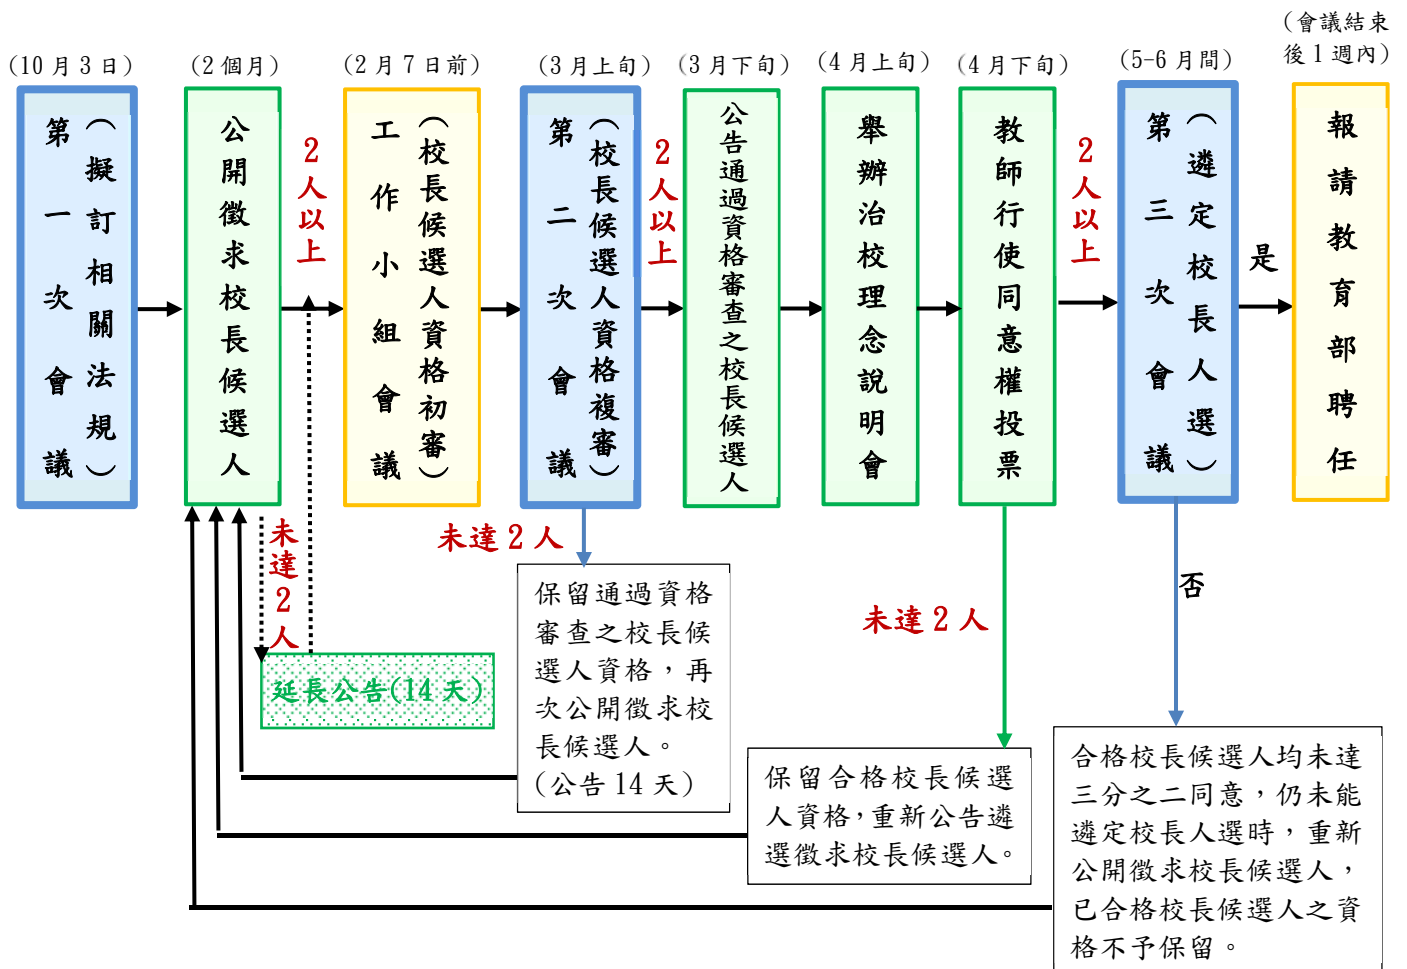 (10月3日)
第一次會議
(擬訂相關法規)
(2個月)
公開徵求校長候選人
2人以上
(2月7日前)
工作小組會議
(校長候選人資格初審)
(3月上旬)
第二次會議
(校長候選人資格複審)
2人以上
(3月下旬)
公告通過資格審查之校長候選人
(4月上旬)
舉辦治校理念說明會
(4月下旬)
教師行使同意權投票
2人以上
(5-6月間)
第三次會議
(遴定校長人選)
是
(會議結束
後1週內)
報請教育部聘任
未達2人
延長公告(14天)
未達2人
保留通過資格
審查之校長候
選人資格，再
次公開徵求校
長候選人。
(公告14天)
未達2人
保留合格校長候選
人資格，重新公告遴
選徵求校長候選人。
否
合格校長候選人均未達
三分之二同意，仍未能
遴定校長人選時，重新
公開徵求校長候選人，
已合格校長候選人之資
格不予保留。